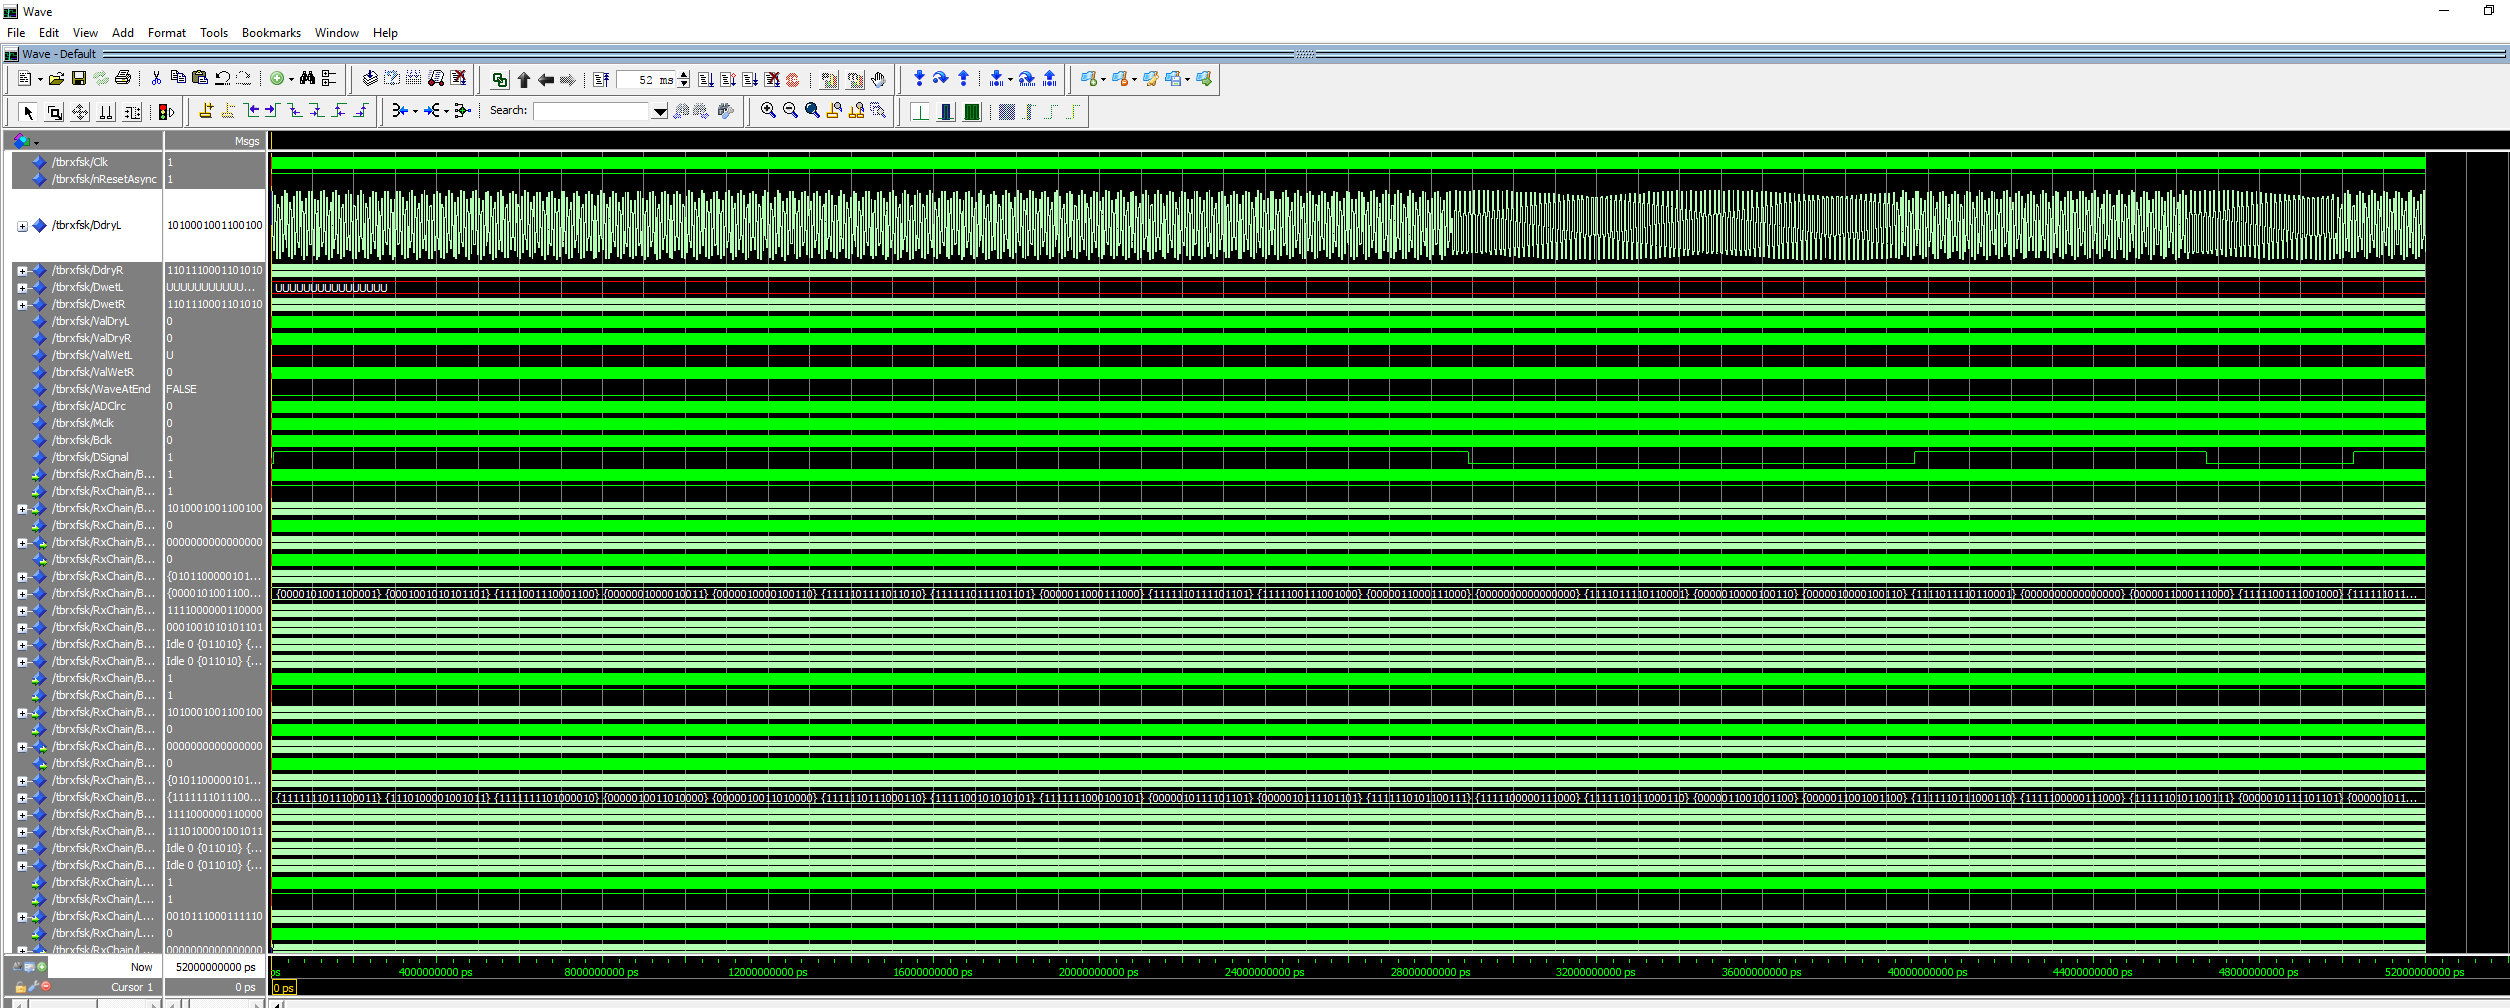 Wave
File Edit View Add Format Tools Bookmarks Window Help
Wave - Default
52 ms
Search:
Msgs
/tbrxfsk/Clk 1
/tbrxfsk/nResetAsync 1
/tbrxfsk/DdryL 1010001001100100
/tbrxfsk/DdryR 1101110001101010
/tbrxfsk/DwetL UUUUUUUUUUU... UUUUUUUUUUUUUUUU
/tbrxfsk/DwetR 1101110001101010
/tbrxfsk/ValDryL 0
/tbrxfsk/ValDryR 0
/tbrxfsk/ValWetL U
/tbrxfsk/ValWetR 0
/tbrxfsk/WaveAtEnd FALSE
/tbrxfsk/ADClrc 0
/tbrxfsk/Mclk 0
/tbrxfsk/Bclk 0
/tbrxfsk/DSignal 1
/tbrxfsk/RxChain/B... 1
/tbrxfsk/RxChain/B... 1
/tbrxfsk/RxChain/B... 1010001001100100
/tbrxfsk/RxChain/B... 0
/tbrxfsk/RxChain/B... 0000000000000000
/tbrxfsk/RxChain/B... 0
/tbrxfsk/RxChain/B... {0101100000101...
/tbrxfsk/RxChain/B... {0000101001100... {0000101001100001} {0001001010101101} {1111001110001100} {0000001000010011} {0000010000100110} {1111101111011010} {1111110111101101} {0000011000111000} {1111110111101101} {1111100111001000} {0000011000111000} {0000000000000000} {1111011110110001} {0000010000100110} {0000010000100110} {1111011110110001} {0000000000000000} {0000011000111000} {1111100111001000} {111111011...
/tbrxfsk/RxChain/B... 1111000000110000
/tbrxfsk/RxChain/B... 0001001010101101
/tbrxfsk/RxChain/B... Idle 0 {011010} {...
/tbrxfsk/RxChain/B... Idle 0 {011010} {...
/tbrxfsk/RxChain/B... 1
/tbrxfsk/RxChain/B... 1
/tbrxfsk/RxChain/B... 1010001001100100
/tbrxfsk/RxChain/B... 0
/tbrxfsk/RxChain/B... 0000000000000000
/tbrxfsk/RxChain/B... 0
/tbrxfsk/RxChain/B... {0101100000101...
/tbrxfsk/RxChain/B... {1111111011100... {1111111011100011} {1110100001001011} {1111111101000010} {0000010011010000} {0000010011010000} {1111110111000110} {1111100101010101} {1111111000100101} {0000010111101101} {0000010111101101} {1111110101100111} {1111100000111000} {1111110111000110} {0000011001001100} {0000011001001100} {1111110111000110} {1111100000111000} {1111110101100111} {0000010111101101} {000001011...
/tbrxfsk/RxChain/B... 1111000000110000
/tbrxfsk/RxChain/B... 1110100001001011
/tbrxfsk/RxChain/B... Idle 0 {011010} {...
/tbrxfsk/RxChain/B... Idle 0 {011010} {...
/tbrxfsk/RxChain/L... 1
/tbrxfsk/RxChain/L... 1
/tbrxfsk/RxChain/L... 0010111000111110
/tbrxfsk/RxChain/L... 0
/tbrxfsk/RxChain/L... 0000000000000000
Now 52000000000 ps ps 4000000000 ps 8000000000 ps 12000000000 ps 16000000000 ps 20000000000 ps 24000000000 ps 28000000000 ps 32000000000 ps 36000000000 ps 40000000000 ps 44000000000 ps 48000000000 ps 52000000000 ps
Cursor 1 0 ps 0 ps